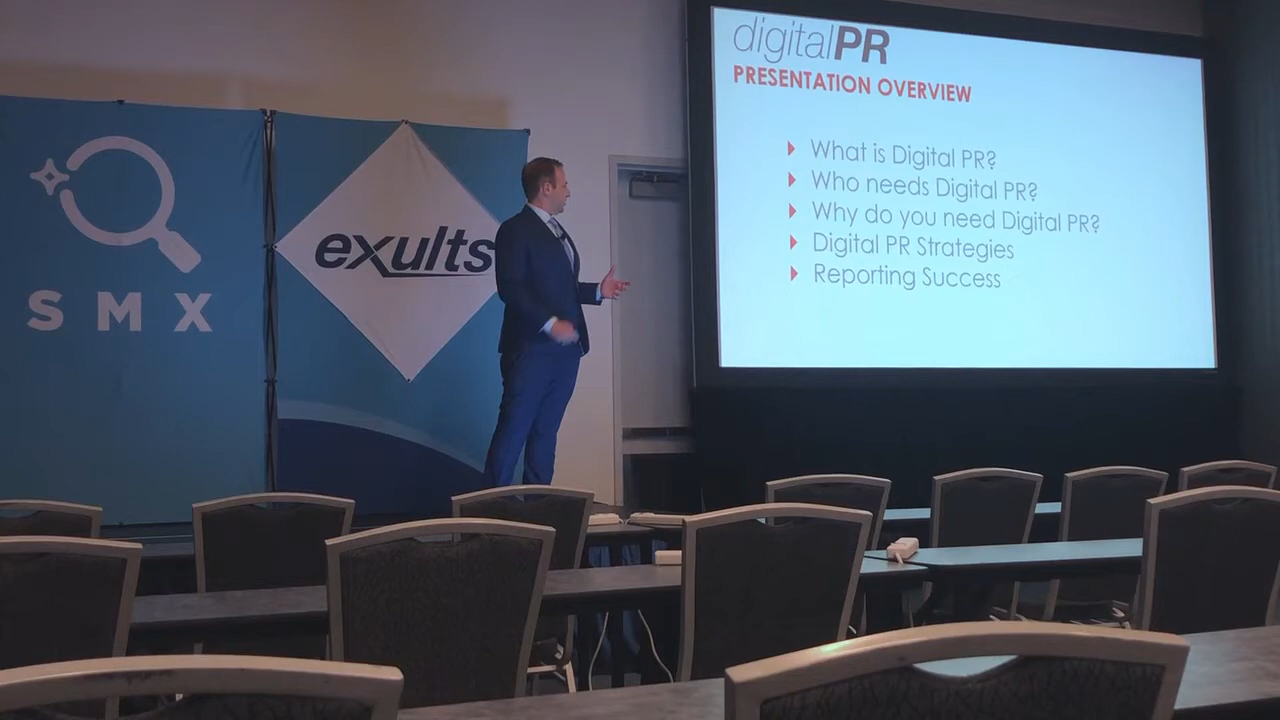 SMX
exults
digitalPR
PRESENTATION OVERVIEW
What is Digital PR?
Who needs Digital PR?
Why do you need Digital PR?
Digital PR Strategies
Reporting Success